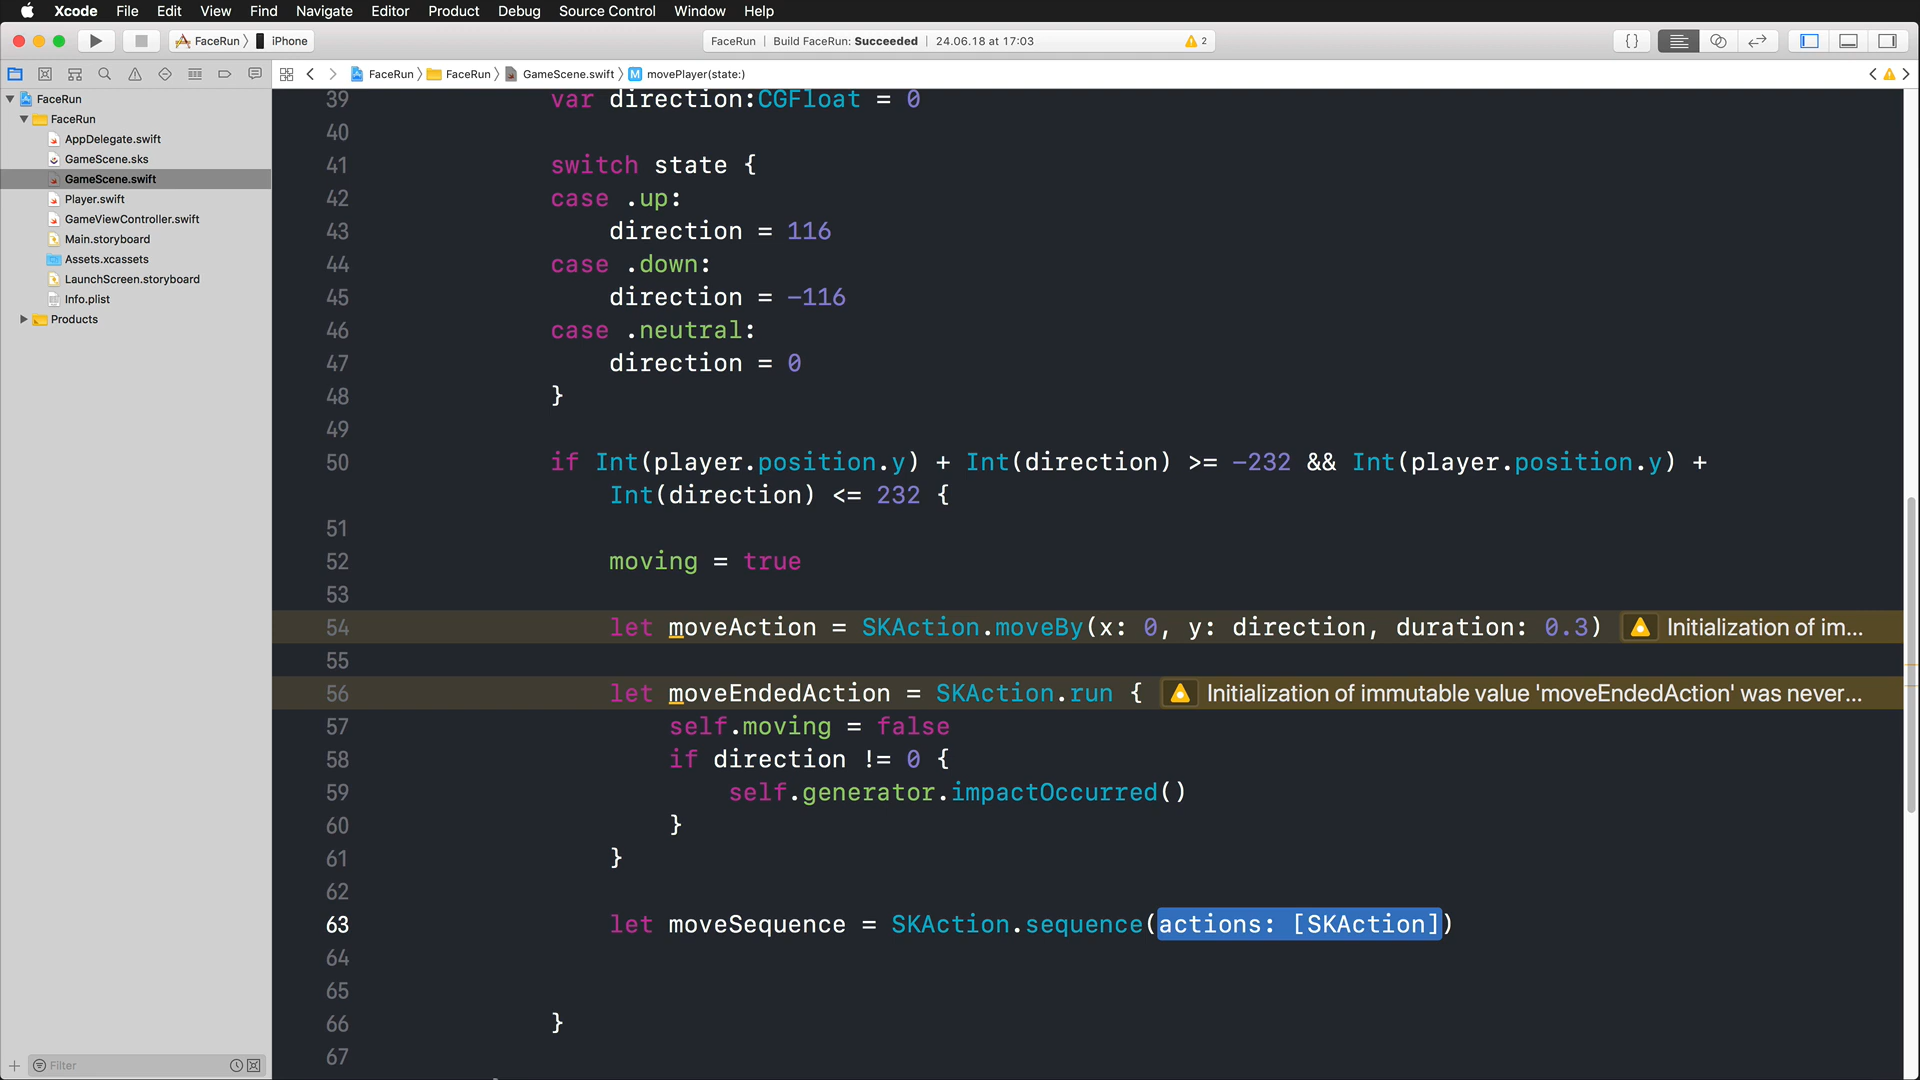 Xcode File Edit View Find Navigate Editor Product Debug Source Control Window Help
FaceRun 〉 iPhone
FaceRun | Build FaceRun: Succeeded | 24.06.18 at 17:03
2
{}
FaceRun 〉 FaceRun 〉 GameScene.swift 〉 M movePlayer(state:)
FaceRun
FaceRun
AppDelegate.swift
GameScene.sks
GameScene.swift
Player.swift
GameViewController.swift
Main.storyboard
Assets.xcassets
LaunchScreen.storyboard
Info.plist
Products
Filter
39 var direction:CGFloat = 0
40
41 switch state {
42 case .up:
43 direction = 116
44 case .down:
45 direction = -116
46 case .neutral:
47 direction = 0
48 }
49
50 if Int(player.position.y) + Int(direction) >= -232 && Int(player.position.y) +
Int(direction) <= 232 {
51
52 moving = true
53
54 let moveAction = SKAction.moveBy(x: 0, y: direction, duration: 0.3) Initialization of im...
55
56 let moveEndedAction = SKAction.run { Initialization of immutable value 'moveEndedAction' was never...
57 self.moving = false
58 if direction != 0 {
59 self.generator.impactOccurred()
60 }
61 }
62
63 let moveSequence = SKAction.sequence(actions: [SKAction])
64
65
66 }
67